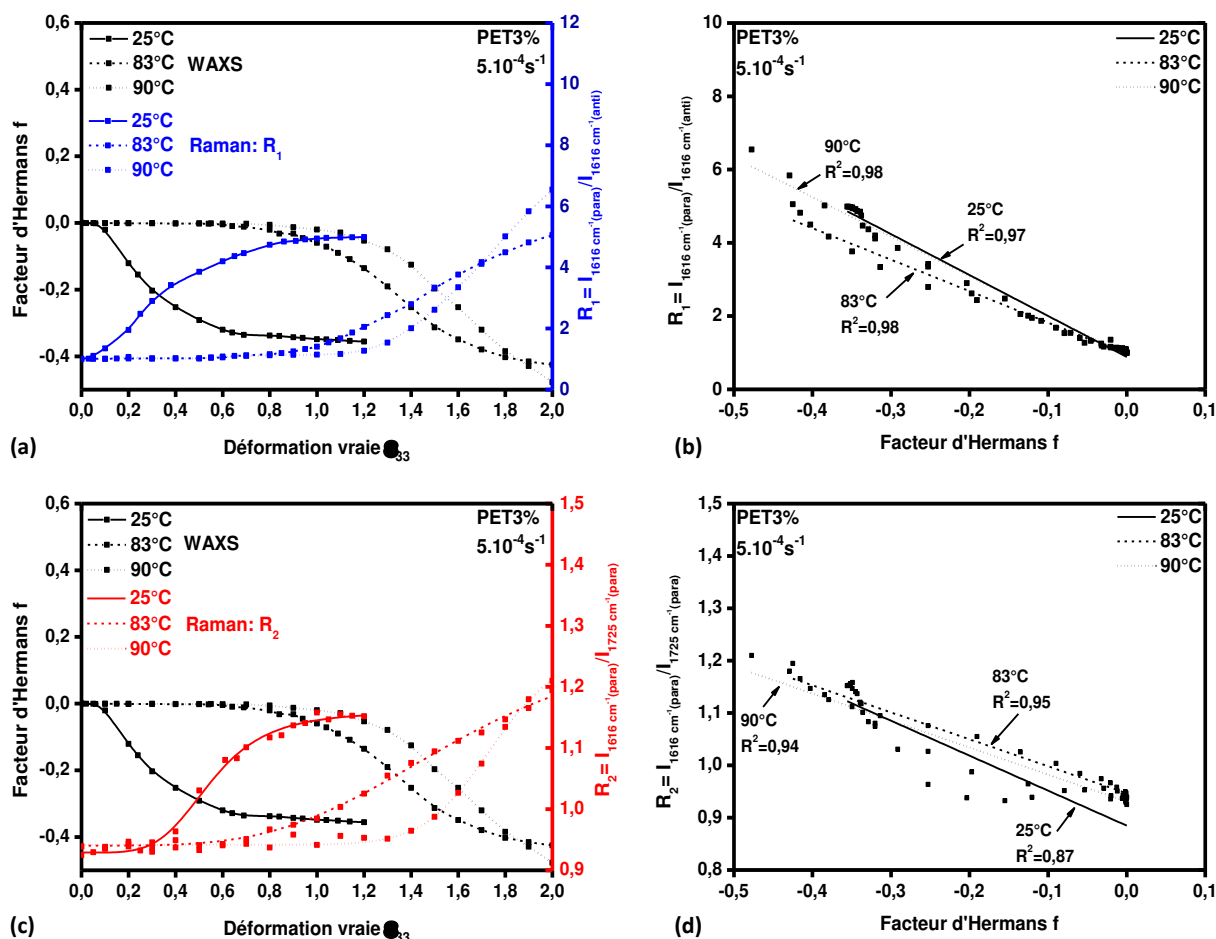 0,6
0,4
0,2
0,0
-0,2
-0,4
Facteur d'Hermans f
25°C
83°C WAXS
90°C
25°C
83°C Raman: R1
90°C
PET3%
5.10-4s-1
12
10
8
6
5
4
2
1
0
R1= I1616 cm-1(para)/I1616 cm-1(anti)
0,0 0,2 0,4 0,6 0,8 1,0 1,2 1,4 1,6 1,8 2,0
Déformation vraie 33
(a)
10
8
6
4
2
0
R1= I1616 cm-1(para)/I1616 cm-1(anti)
PET3%
5.10-4s-1
25°C
83°C
90°C
90°C
R2=0,98
25°C
R2=0,97
83°C
R2=0,98
-0,5 -0,4 -0,3 -0,2 -0,1 0,0 0,1
Facteur d'Hermans f
(b)
0,6
0,4
0,2
0,0
-0,2
-0,4
Facteur d'Hermans f
25°C
83°C WAXS
90°C
25°C
83°C Raman: R2
90°C
PET3%
5.10-4s-1
1,5
1,4
1,3
1,2
1,1
1,0
0,9
R2= I1616 cm-1(para)/I1725 cm-1(para)
0,0 0,2 0,4 0,6 0,8 1,0 1,2 1,4 1,6 1,8 2,0
Déformation vraie 33
(c)
1,5
1,4
1,3
1,2
1,1
1,0
0,9
0,8
R2= I1616 cm-1(para)/I1725 cm-1(para)
PET3%
5.10-4s-1
25°C
83°C
90°C
83°C
R2=0,95
90°C
R2=0,94
25°C
R2=0,87
-0,5 -0,4 -0,3 -0,2 -0,1 0,0 0,1
Facteur d'Hermans f
(d)